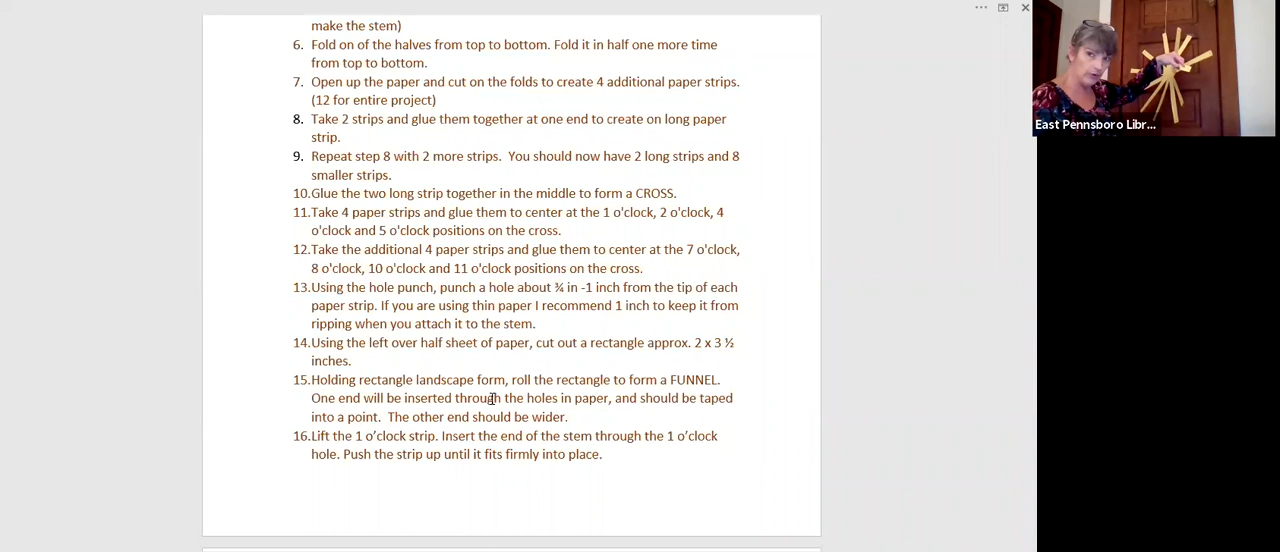 make the stem)
6. Fold on of the halves from top to bottom. Fold it in half one more time
from top to bottom.
7. Open up the paper and cut on the folds to create 4 additional paper strips.
(12 for entire project)
8. Take 2 strips and glue them together at one end to create on long paper
strip.
9. Repeat step 8 with 2 more strips.  You should now have 2 long strips and 8
smaller strips.
10.Glue the two long strip together in the middle to form a CROSS.
11.Take 4 paper strips and glue them to center at the 1 o'clock, 2 o'clock, 4
o'clock and 5 o'clock positions on the cross.
12.Take the additional 4 paper strips and glue them to center at the 7 o'clock,
8 o'clock, 10 o'clock and 11 o'clock positions on the cross.
13.Using the hole punch, punch a hole about ¾ in -1 inch from the tip of each
paper strip. If you are using thin paper I recommend 1 inch to keep it from
ripping when you attach it to the stem.
14.Using the left over half sheet of paper, cut out a rectangle approx. 2 x 3 ½
inches.
15.Holding rectangle landscape form, roll the rectangle to form a FUNNEL.
One end will be inserted through the holes in paper, and should be taped
into a point.  The other end should be wider.
16.Lift the 1 o’clock strip. Insert the end of the stem through the 1 o’clock
hole. Push the strip up until it fits firmly into place.
East Pennsboro Libr...